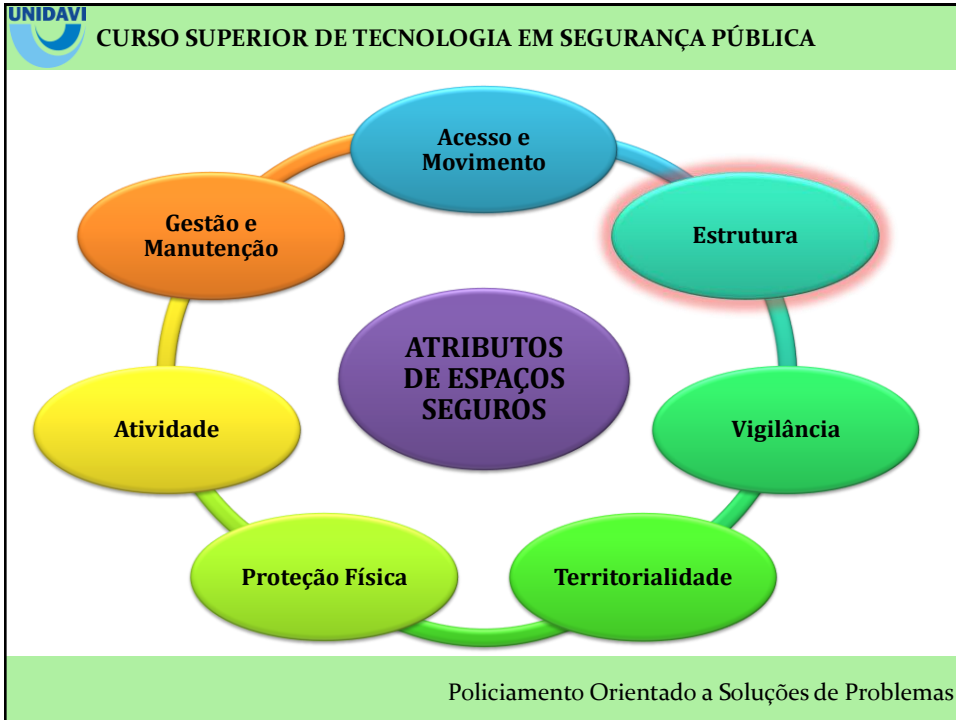 UNIDAVI
CURSO SUPERIOR DE TECNOLOGIA EM SEGURANÇA PÚBLICA
Acesso e
Movimento
Gestão e
Manutenção
Estrutura
ATRIBUTOS
DE ESPAÇOS
SEGUROS
Atividade
Vigilância
Proteção Física
Territorialidade
Policiamento Orientado a Soluções de Problemas